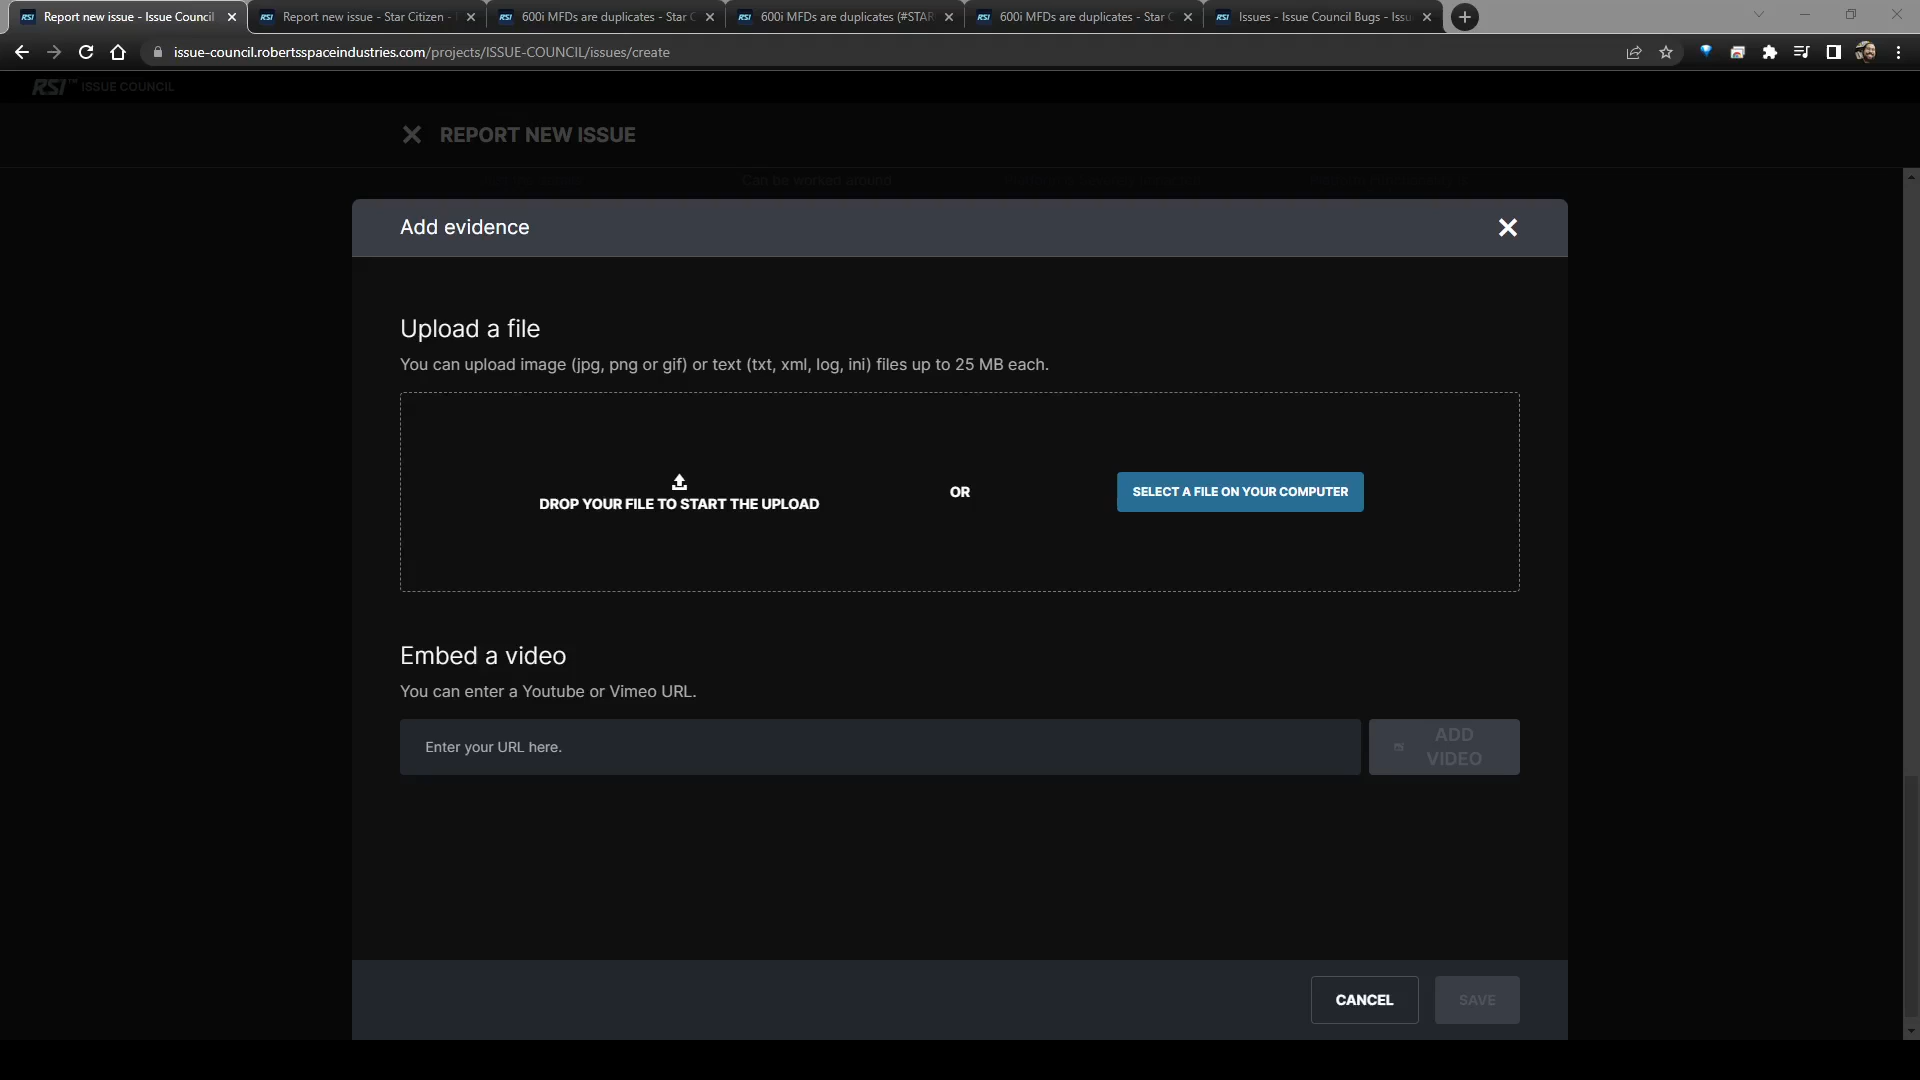 Report new issue - Issue Council
Report new issue - Star Citizen -
600i MFDs are duplicates - Star C
600i MFDs are duplicates (#STAR
600i MFDs are duplicates - Star C
Issues - Issue Council Bugs - Issu
issue-council.robertsspaceindustries.com/projects/ISSUE-COUNCIL/issues/create
RSI™ ISSUE COUNCIL
REPORT NEW ISSUE
Can be worked around
Add evidence
Upload a file
You can upload image (jpg, png or gif) or text (txt, xml, log, ini) files up to 25 MB each.
DROP YOUR FILE TO START THE UPLOAD
OR
SELECT A FILE ON YOUR COMPUTER
Embed a video
You can enter a Youtube or Vimeo URL.
Enter your URL here.
ADD
VIDEO
CANCEL
SAVE